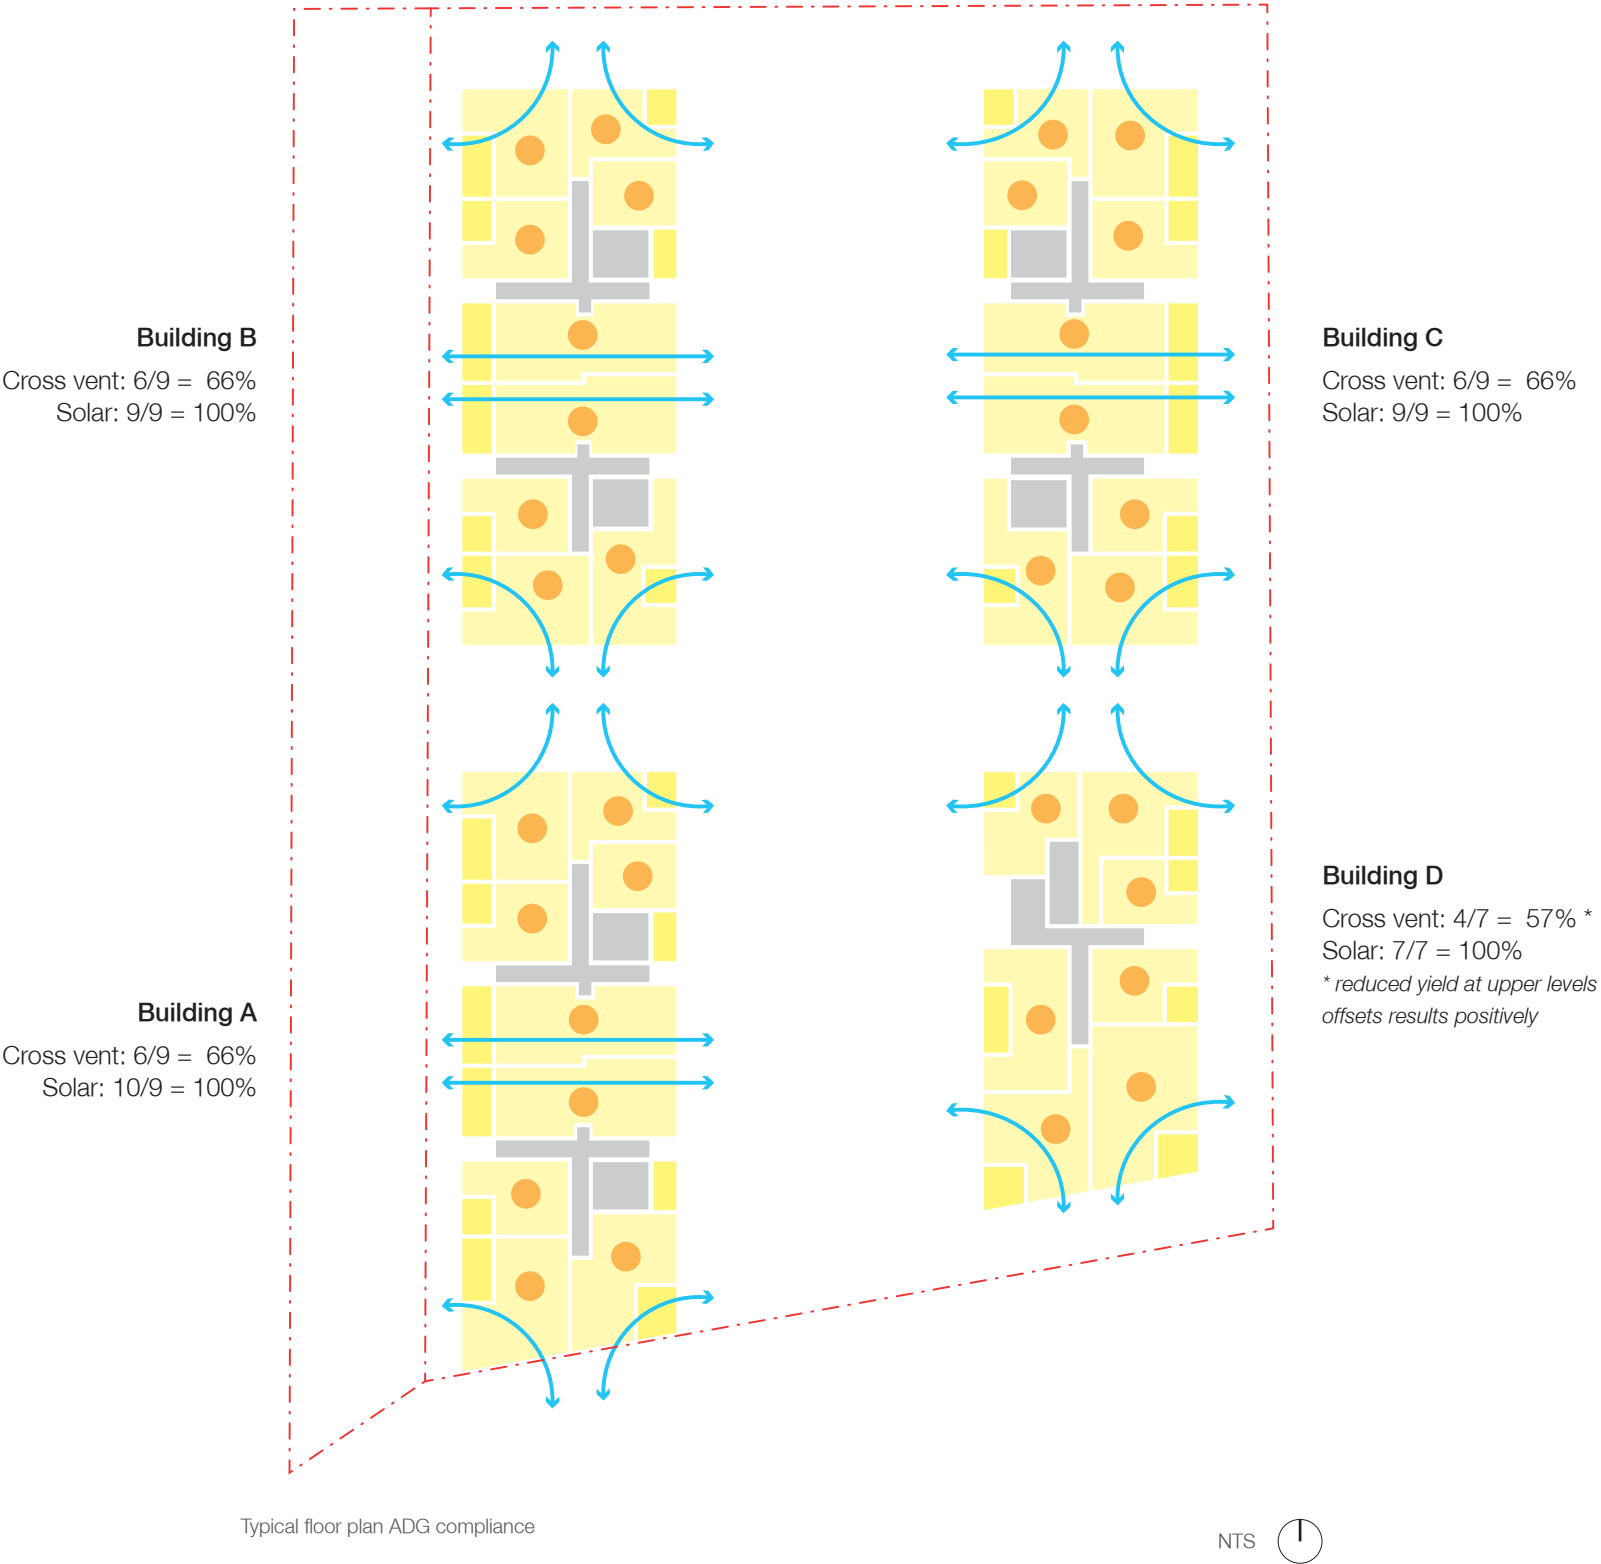 Building B
Cross vent: 6/9 = 66%
Solar: 9/9 = 100%
Building C
Cross vent: 6/9 = 66%
Solar: 9/9 = 100%
Building A
Cross vent: 6/9 = 66%
Solar: 10/9 = 100%
Building D
Cross vent: 4/7 = 57% *
Solar: 7/7 = 100%
* reduced yield at upper levels
offsets results positively
Typical floor plan ADG compliance
NTS